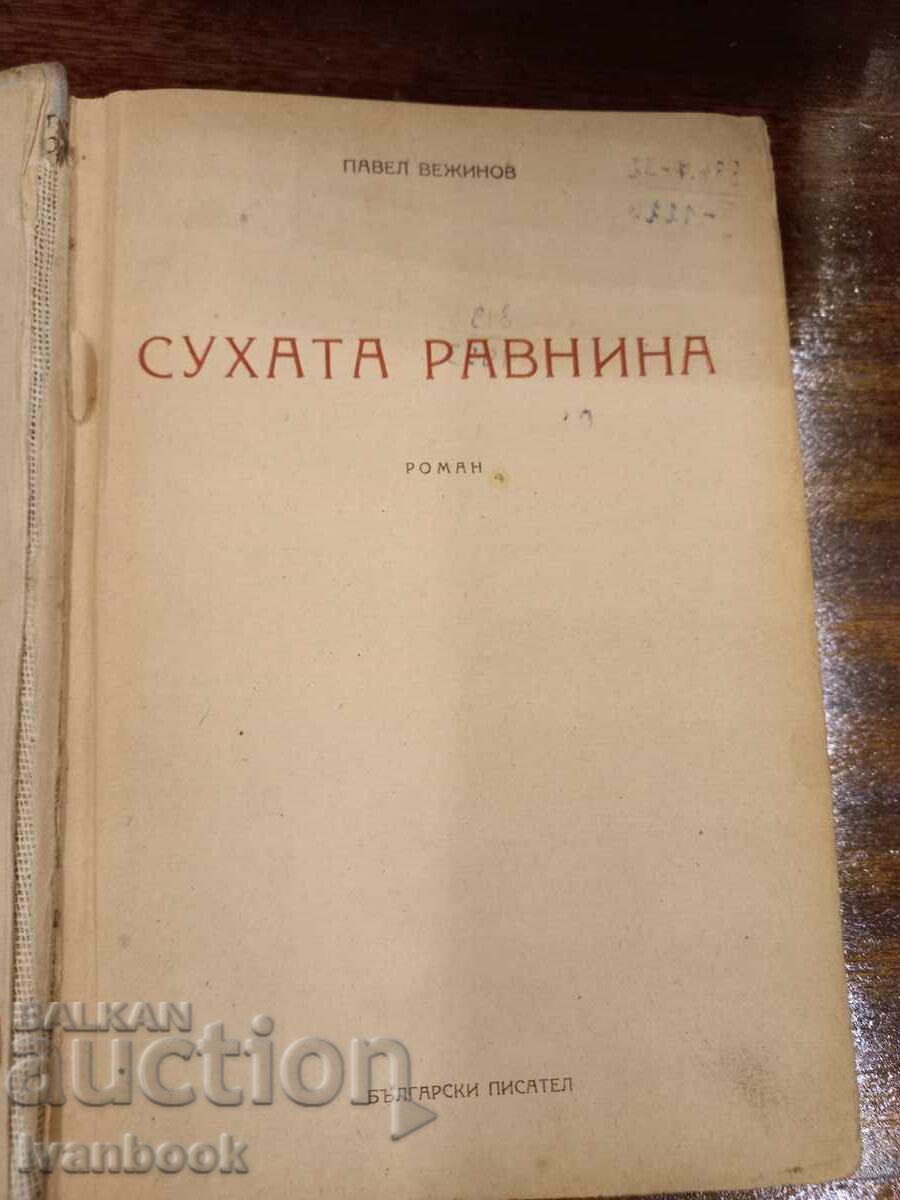 ПАВЕЛ ВЕЖИНОВ
СУХАТА РАВНИНА
РОМАН
БЪЛГАРСКИ ПИСАТЕЛ
BALKAN
auction
Ivanbook